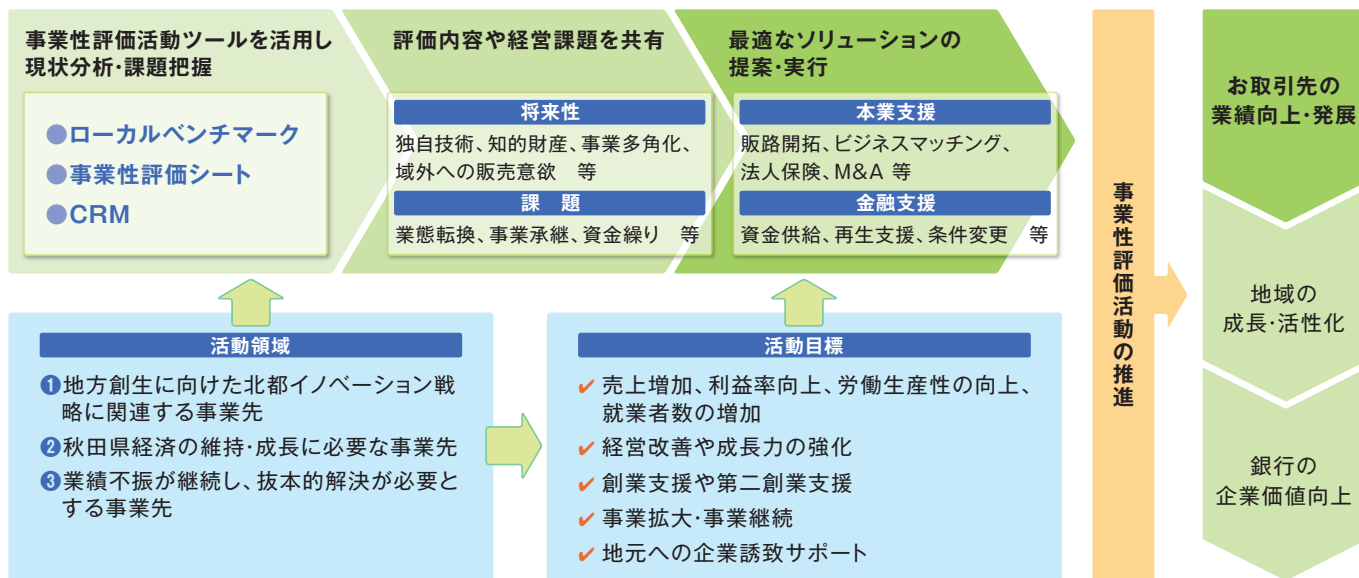 事業性評価活動ツールを活用し
現状分析・課題把握
●ローカルベンチマーク
●事業性評価シート
●CRM
評価内容や経営課題を共有
将来性
独自技術、知的財産、事業多角化、
域外への販売意欲　等
課　題
業態転換、事業承継、資金繰り　等
最適なソリューションの
提案・実行
本業支援
販路開拓、ビジネスマッチング、
法人保険、M&A 等
金融支援
資金供給、再生支援、条件変更　等
活動領域
❶地方創生に向けた北都イノベーション戦
略に関連する事業先
❷秋田県経済の維持・成長に必要な事業先
❸業績不振が継続し、抜本的解決が必要と
する事業先
活動目標
✔ 売上増加、利益率向上、労働生産性の向上、
就業者数の増加
✔ 経営改善や成長力の強化
✔ 創業支援や第二創業支援
✔ 事業拡大・事業継続
✔ 地元への企業誘致サポート
事業性評価活動の推進
お取引先の
業績向上・発展
地域の
成長・活性化
銀行の
企業価値向上